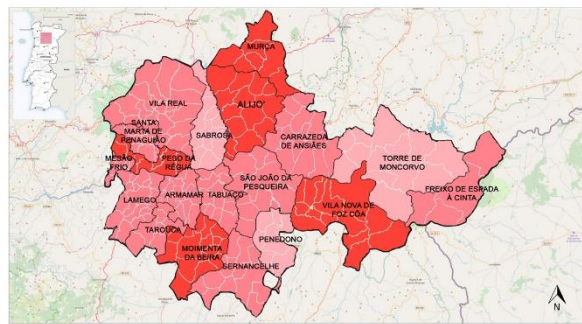 MURÇA
ALIJÓ
VILA REAL
SANTA
MARTA DE
PENAGUIÃO
SABROSA
CARRAZEDA
DE ANSIÃES
MESÃO
FRIO
PESO DA
RÉGUA
TORRE DE
MONCORVO
SÃO JOÃO DA
PESQUEIRA
FREIXO DE ESPADA
À CINTA
LAMEGO
ARMAMAR
TABUAÇO
VILA NOVA DE
FOZ CÔA
TAROUCA
PENEDONO
MOIMENTA
DA BEIRA
SERNANCELHE
N